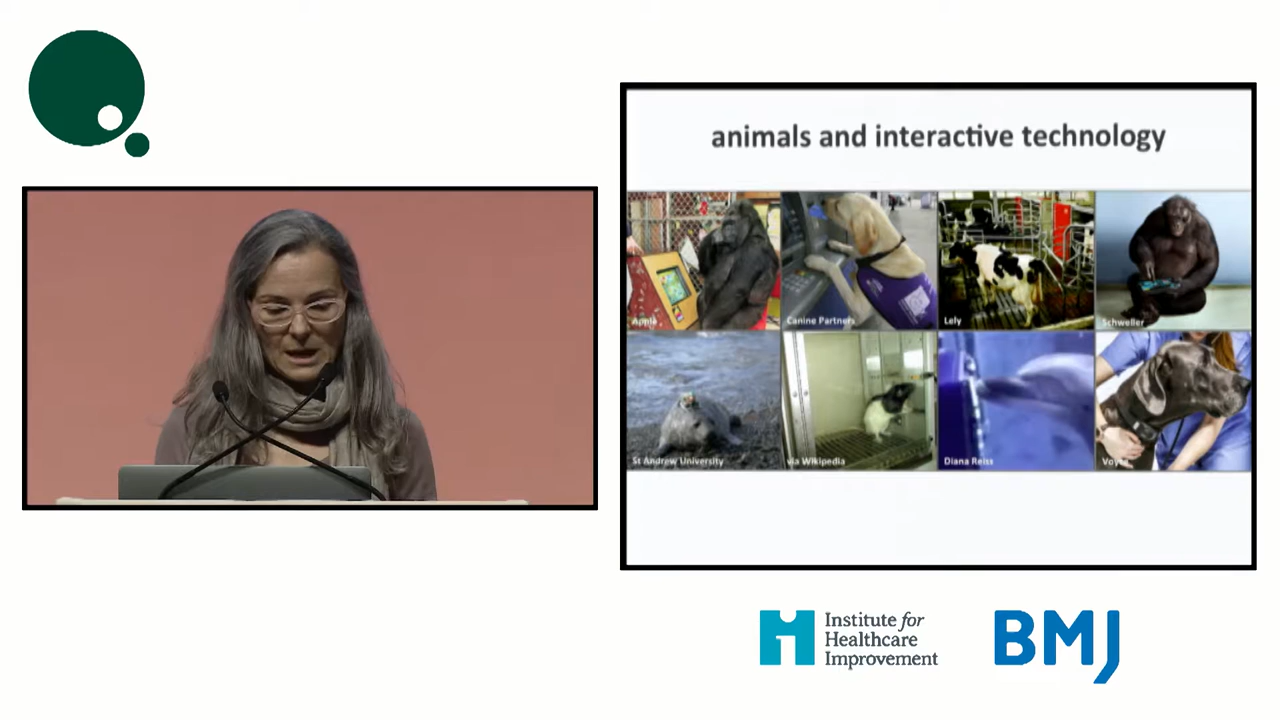 animals and interactive technology
Apple
Canine Partners
Lely
Schweller
St Andrew University
via Wikipedia
Diana Reiss
Institute for
Healthcare
Improvement
BMJ